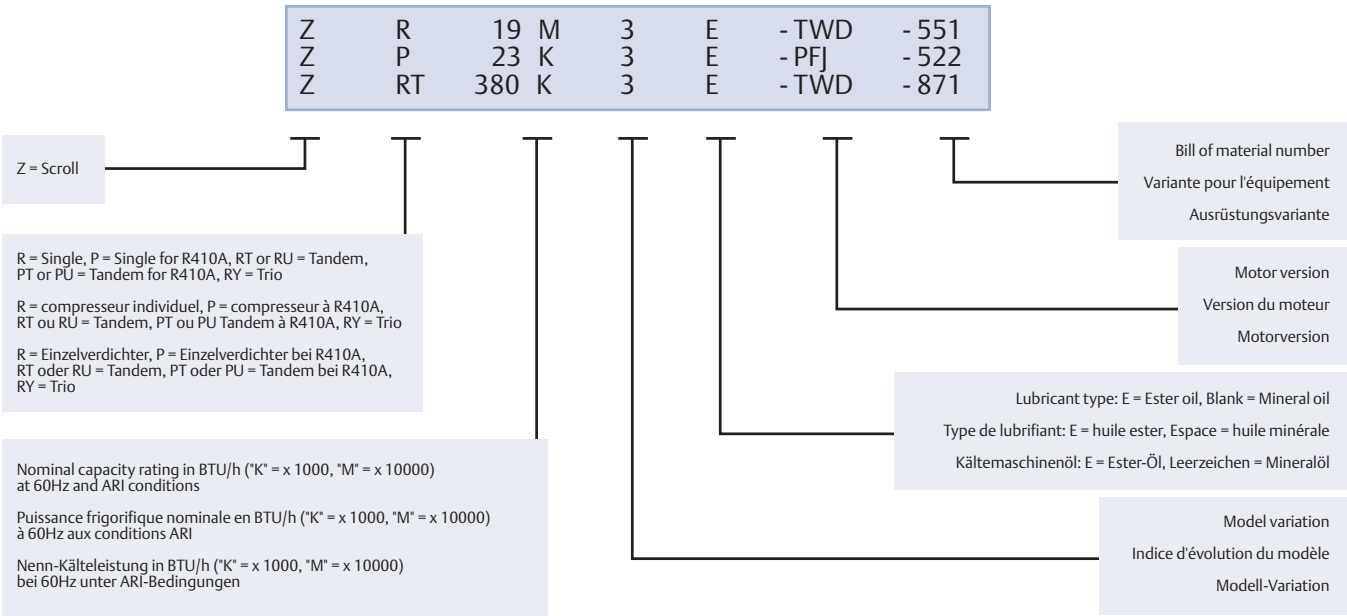 Z R 19 M 3 E - TWD - 551
Z P 23 K 3 E - PFJ - 522
Z RT 380 K 3 E - TWD - 871
Z = Scroll
R = Single, P = Single for R410A, RT or RU = Tandem,
PT or PU = Tandem for R410A, RY = Trio
R = compresseur individuel, P = compresseur à R410A,
RT ou RU = Tandem, PT ou PU Tandem à R410A, RY = Trio
R = Einzelverdichter, P = Einzelverdichter bei R410A,
RT oder RU = Tandem, PT oder PU = Tandem bei R410A,
RY = Trio
Nominal capacity rating in BTU/h ("K" = x 1000, "M" = x 10000)
at 60Hz and ARI conditions
Puissance frigorifique nominale en BTU/h ("K" = x 1000, "M" = x 10000)
à 60Hz aux conditions ARI
Nenn-Kälteleistung in BTU/h ("K" = x 1000, "M" = x 10000)
bei 60Hz unter ARI-Bedingungen
Bill of material number
Variante pour l'équipement
Ausrüstungsvariante
Motor version
Version du moteur
Motorversion
Lubricant type: E = Ester oil, Blank = Mineral oil
Type de lubrifiant: E = huile ester, Espace = huile minérale
Kältemaschinenöl: E = Ester-Öl, Leerzeichen = Mineralöl
Model variation
Indice d'évolution du modèle
Modell-Variation